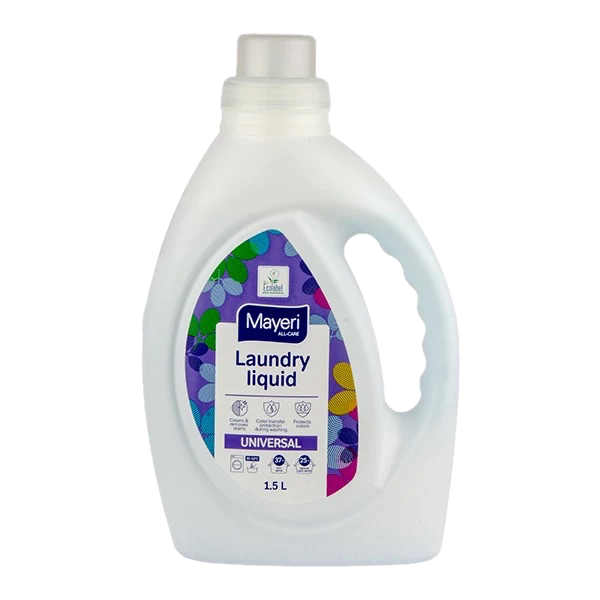 Ecolabel
Mayeri
ALL-CARE
Laundry
liquid
Cleans &
removes
stains
Color transfer
protection
during washing
Protects
colors
UNIVERSAL
37
25
1.5 L